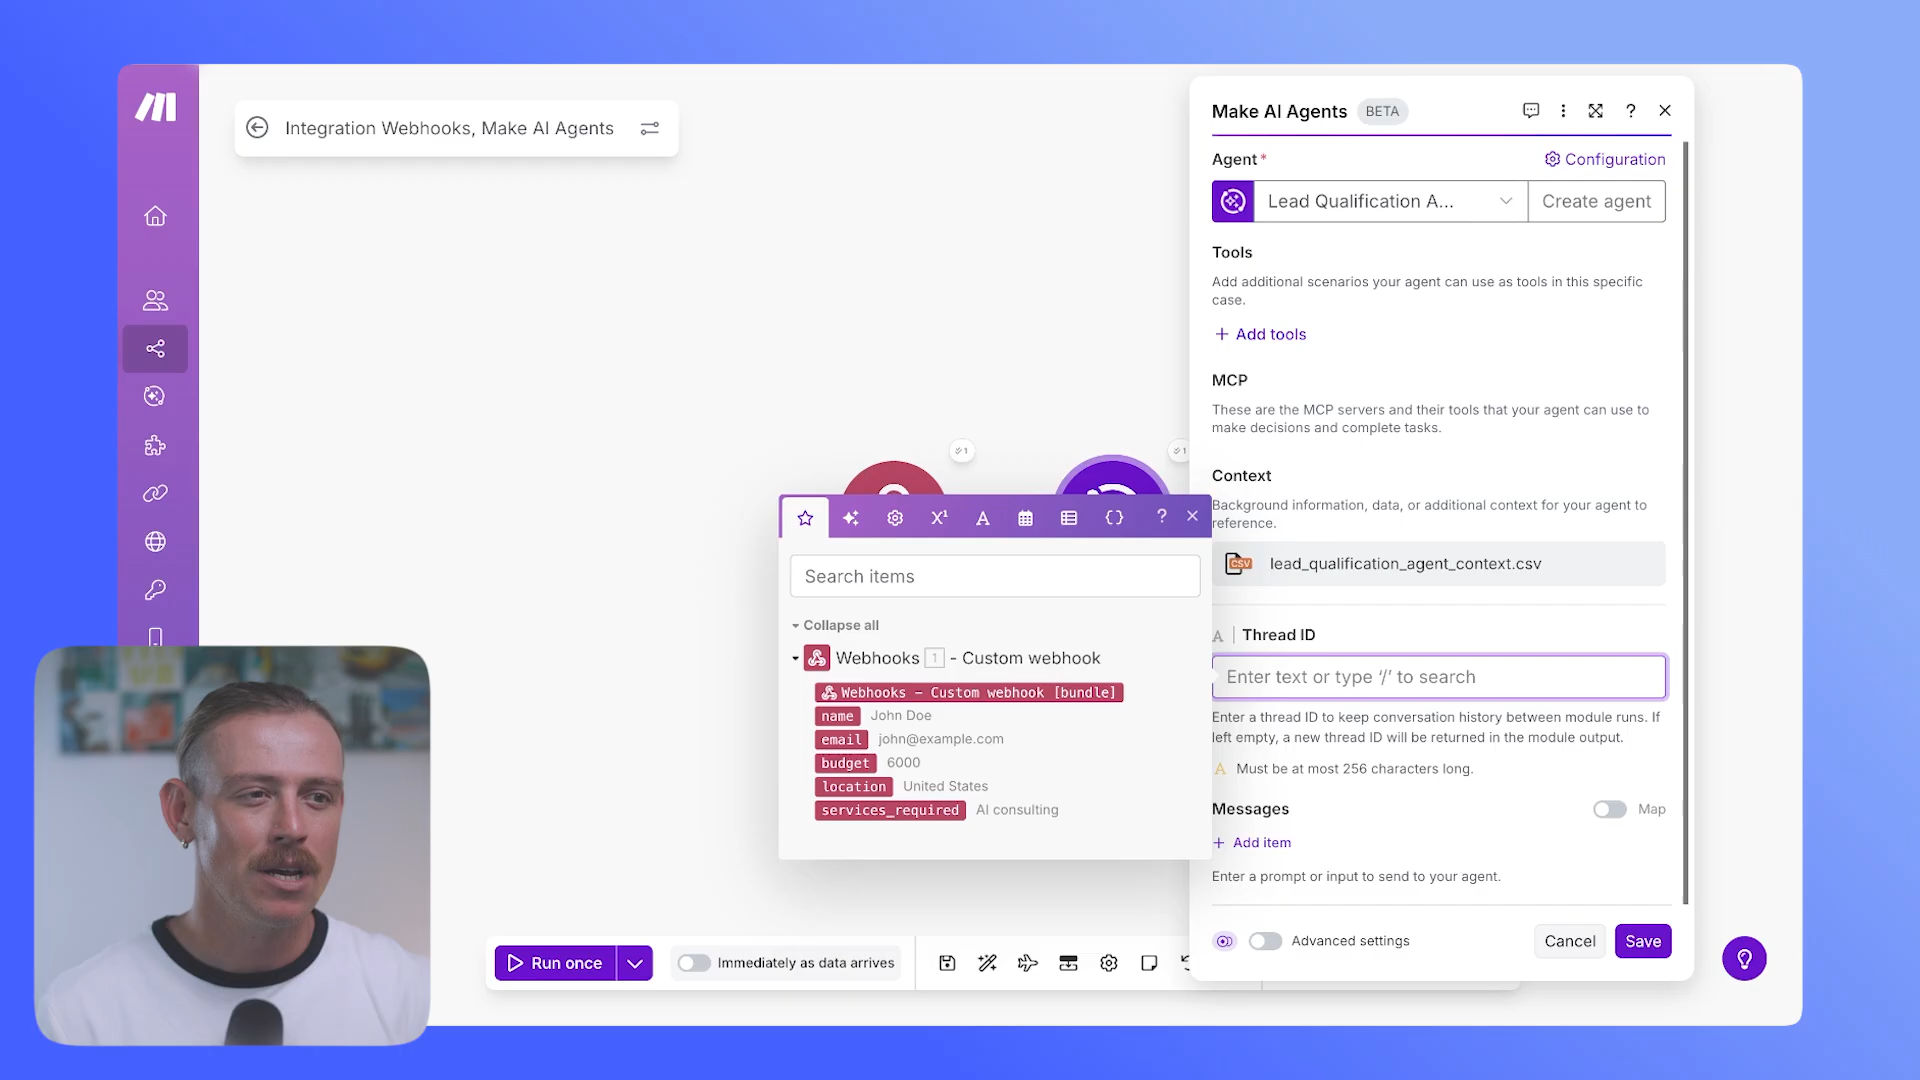 Integration Webhooks, Make AI Agents
Make AI Agents BETA
Agent* Configuration
Lead Qualification A... Create agent
Tools
Add additional scenarios your agent can use as tools in this specific
case.
+ Add tools
MCP
These are the MCP servers and their tools that your agent can use to
make decisions and complete tasks.
Context
Background information, data, or additional context for your agent to
reference.
CSV lead_qualification_agent_context.csv
A Thread ID
Enter text or type ‘/’ to search
Enter a thread ID to keep conversation history between module runs. If
left empty, a new thread ID will be returned in the module output.
A Must be at most 256 characters long.
Messages Map
+ Add item
Enter a prompt or input to send to your agent.
Advanced settings Cancel Save
1
1
X¹ A {} ?
Search items
Collapse all
Webhooks 1 - Custom webhook
Webhooks - Custom webhook [bundle]
name John Doe
email john@example.com
budget 6000
location United States
services_required AI consulting
Run once Immediately as data arrives